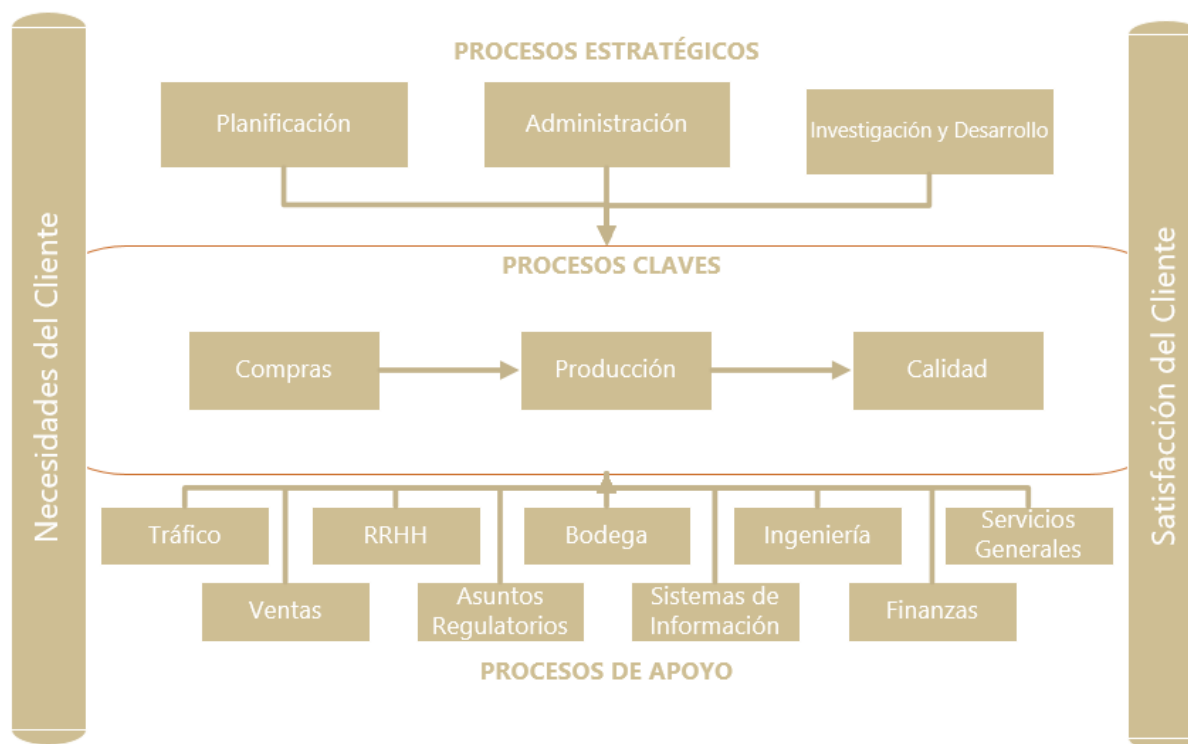 Necesidades del Cliente
PROCESOS ESTRATÉGICOS
Planificación
Administración
Investigación y Desarrollo
PROCESOS CLAVES
Compras
Producción
Calidad
Tráfico
RRHH
Bodega
Ingeniería
Servicios
Generales
Ventas
Asuntos
Regulatorios
Sistemas de
Información
Finanzas
PROCESOS DE APOYO
Satisfacción del Cliente